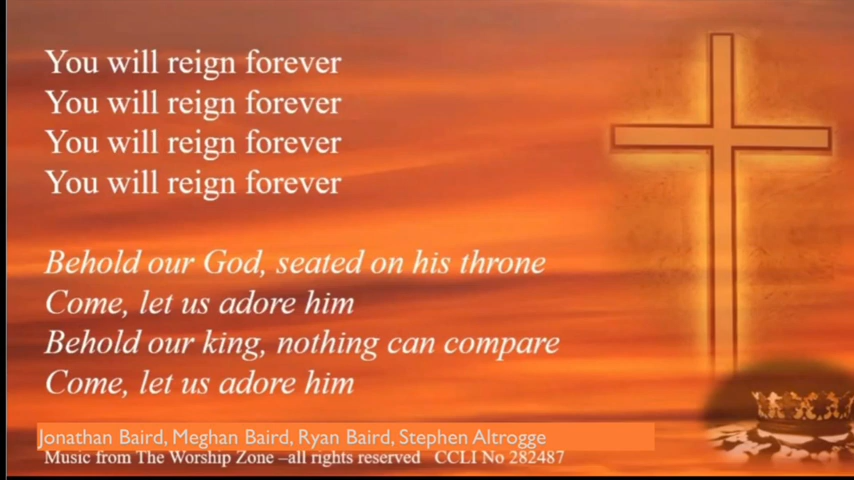 You will reign forever
You will reign forever
You will reign forever
You will reign forever
Behold our God, seated on his throne
Come, let us adore him
Behold our king, nothing can compare
Come, let us adore him
Jonathan Baird, Meghan Baird, Ryan Baird, Stephen Altrogge
Music from The Worship Zone –all rights reserved CCLI No 282487